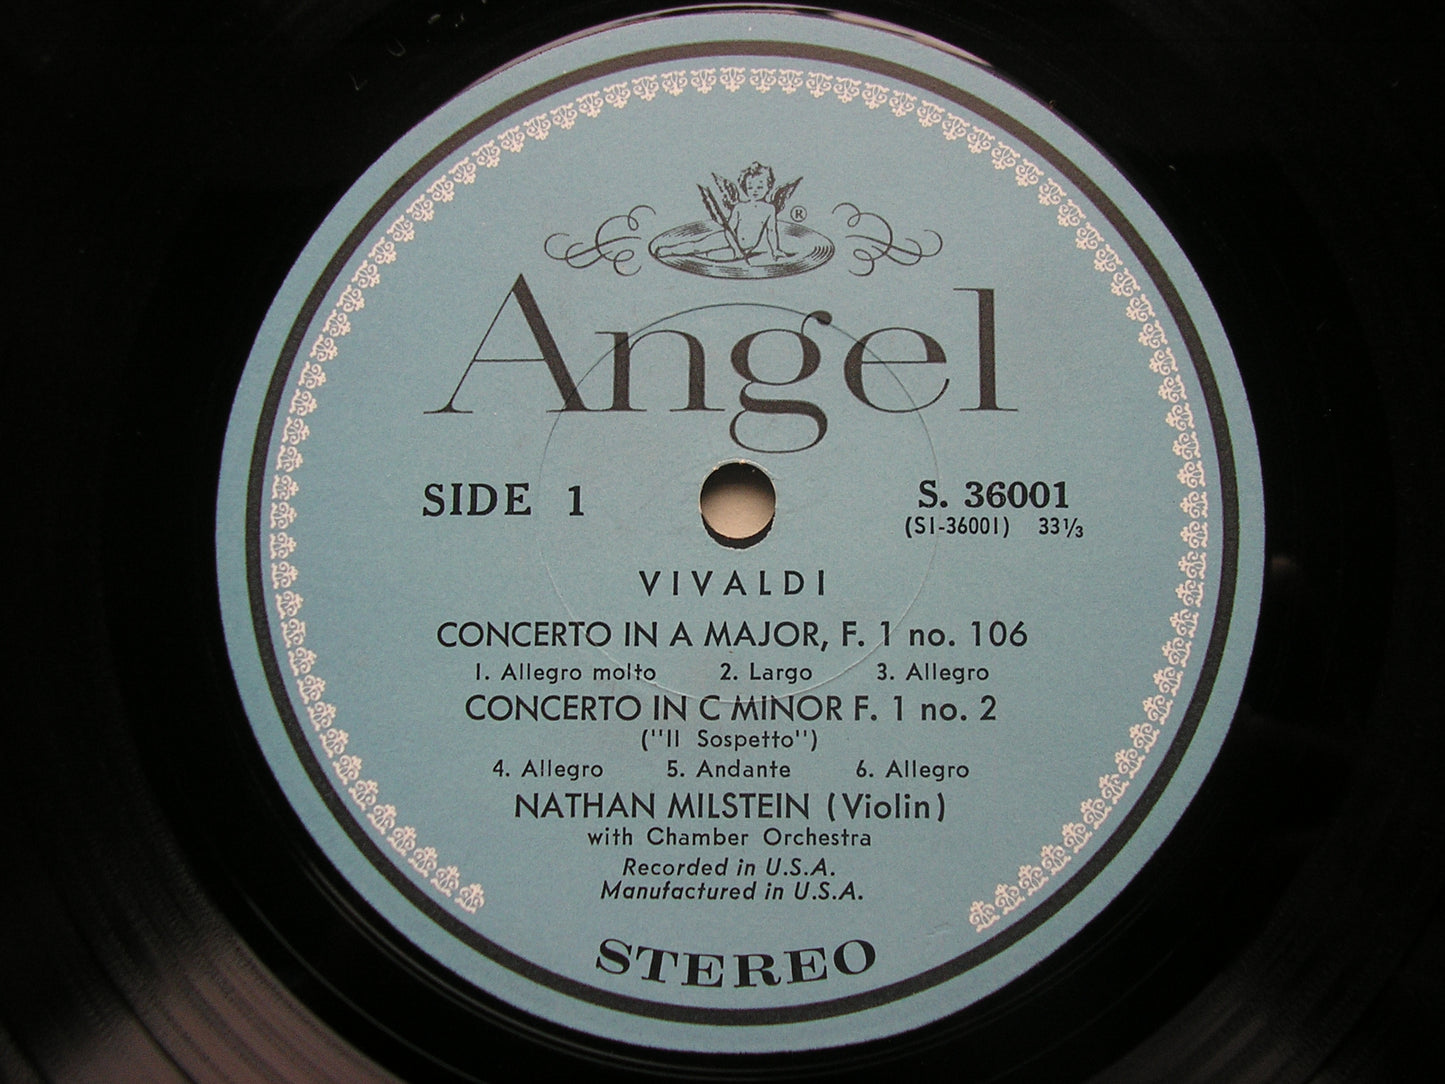 ®
Angel
SIDE 1
S. 36001
(S1-36001) 33⅓
VIVALDI
CONCERTO IN A MAJOR, F. 1 no. 106
1. Allegro molto 2. Largo 3. Allegro
CONCERTO IN C MINOR F. 1 no. 2
("Il Sospetto")
4. Allegro 5. Andante 6. Allegro
NATHAN MILSTEIN (Violin)
with Chamber Orchestra
Recorded in U.S.A.
Manufactured in U.S.A.
STEREO